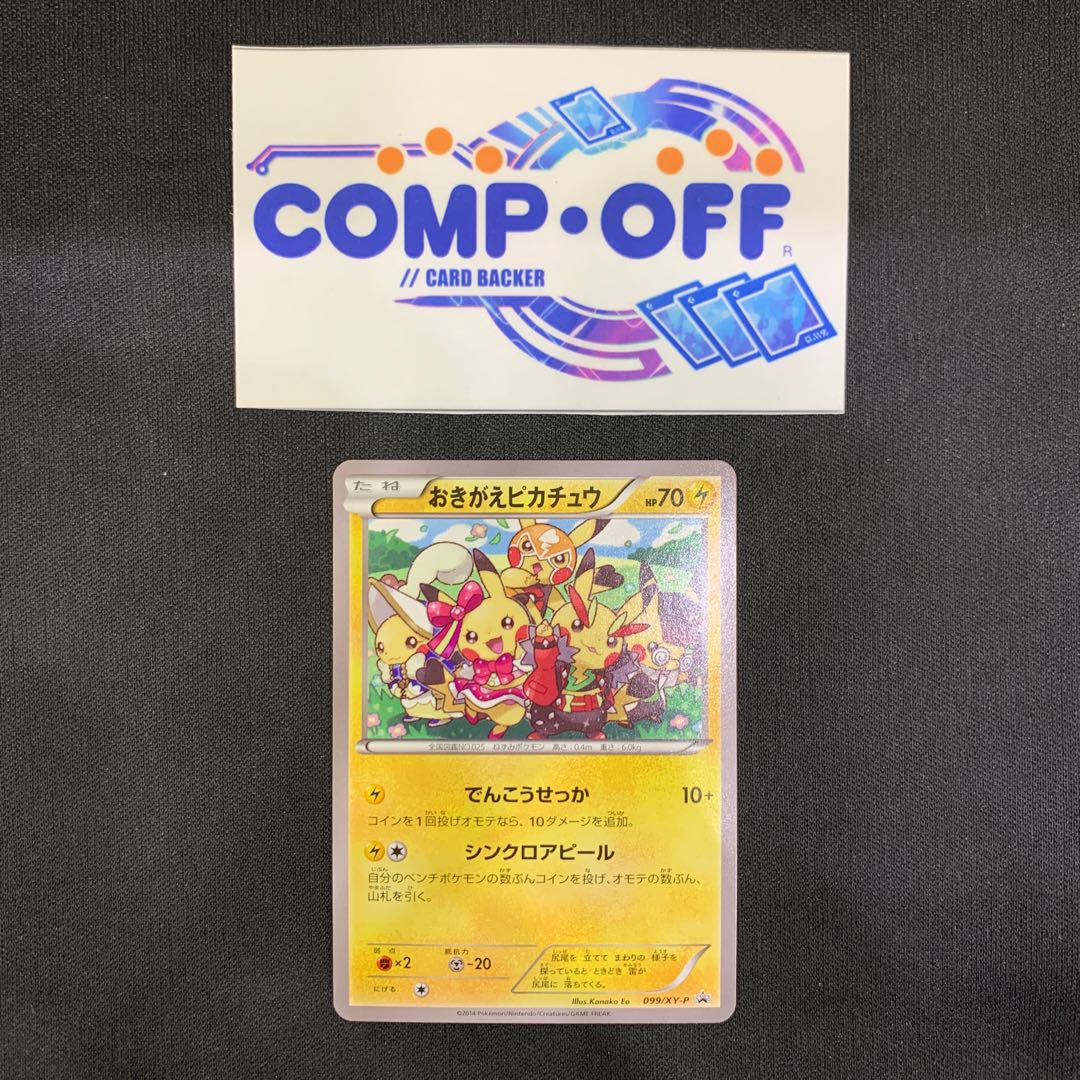 COMP・OFF
R
// CARD BACKER
たね
おきがえピカチュウ
HP70
全国図鑑NO.025 ねずみポケモン 高さ:0.4m 重さ:6.0kg
でんこうせっか 10+
コインを1回投げオモテなら、10ダメージを追加。
シンクロアピール
自分のベンチポケモンの数ぶんコインを投げ、オモテの数ぶん、
山札を引く。
弱点 抵抗力
×2 -20
にげる
尻尾を 立てて まわりの 様子を
探っていると ときどき 雷が
尻尾に 落ちてくる。
Illus.Kanako Eo 099/XY-P
©2014 Pokémon/Nintendo/Creatures/GAME FREAK.